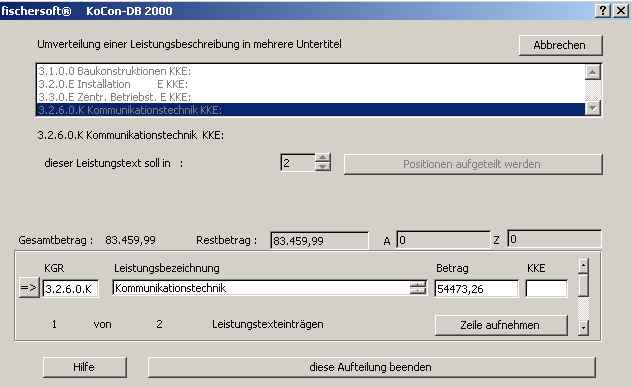 fischersoft® KoCon-DB 2000
Umverteilung einer Leistungsbeschreibung in mehrere Untertitel
Abbrechen
3.1.0.0 Baukonstruktionen KKE:
3.2.0.E Installation E KKE:
3.3.0.E Zentr. Betriebst. E KKE:
3.2.6.0.K Kommunikationstechnik KKE:
3.2.6.0.K Kommunikationstechnik KKE:
dieser Leistungstext soll in : 2 Positionen aufgeteilt werden
Gesamtbetrag : 83.459,99 Restbetrag : 83.459,99 A 0 Z 0
KGR Leistungsbezeichnung Betrag KKE
=> 3.2.6.0.K Kommunikationstechnik 54473,26
1 von 2 Leistungstexteinträgen Zeile aufnehmen
Hilfe diese Aufteilung beenden